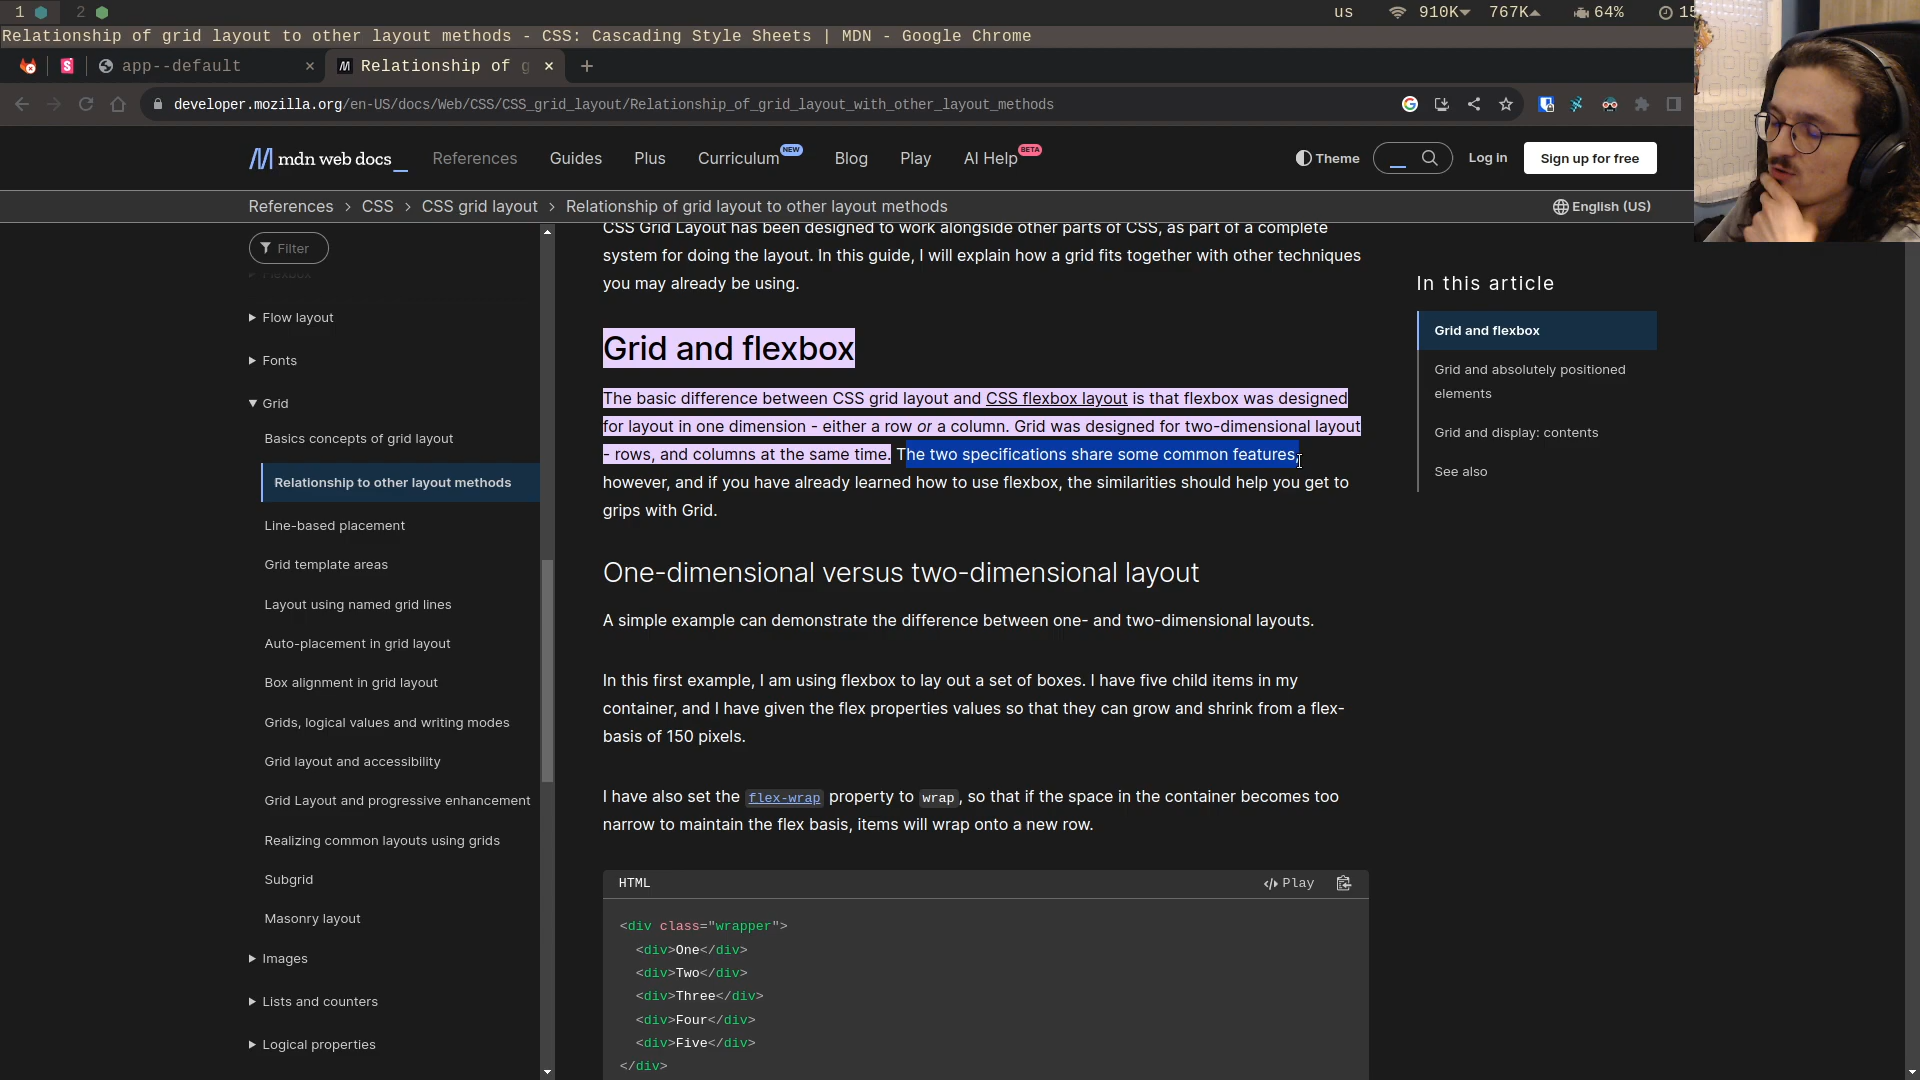 1 2 us 910K 767K 64% 15
Relationship of grid layout to other layout methods - CSS: Cascading Style Sheets | MDN - Google Chrome
app--default × Relationship of g × +
developer.mozilla.org/en-US/docs/Web/CSS/CSS_grid_layout/Relationship_of_grid_layout_with_other_layout_methods
mdn web docs_ References Guides Plus Curriculum NEW Blog Play AI Help BETA Theme Log in Sign up for free
References > CSS > CSS grid layout > Relationship of grid layout to other layout methods English (US)
Filter
Flexbox
Flow layout
Fonts
Grid
Basics concepts of grid layout
Relationship to other layout methods
Line-based placement
Grid template areas
Layout using named grid lines
Auto-placement in grid layout
Box alignment in grid layout
Grids, logical values and writing modes
Grid layout and accessibility
Grid Layout and progressive enhancement
Realizing common layouts using grids
Subgrid
Masonry layout
Images
Lists and counters
Logical properties
CSS Grid Layout has been designed to work alongside other parts of CSS, as part of a complete
system for doing the layout. In this guide, I will explain how a grid fits together with other techniques
you may already be using.
Grid and flexbox
The basic difference between CSS grid layout and CSS flexbox layout is that flexbox was designed
for layout in one dimension - either a row or a column. Grid was designed for two-dimensional layout
- rows, and columns at the same time. The two specifications share some common features,
however, and if you have already learned how to use flexbox, the similarities should help you get to
grips with Grid.
One-dimensional versus two-dimensional layout
A simple example can demonstrate the difference between one- and two-dimensional layouts.
In this first example, I am using flexbox to lay out a set of boxes. I have five child items in my
container, and I have given the flex properties values so that they can grow and shrink from a flex-
basis of 150 pixels.
I have also set the flex-wrap property to wrap, so that if the space in the container becomes too
narrow to maintain the flex basis, items will wrap onto a new row.
HTML Play
<div class="wrapper">
<div>One</div>
<div>Two</div>
<div>Three</div>
<div>Four</div>
<div>Five</div>
</div>
In this article
Grid and flexbox
Grid and absolutely positioned
elements
Grid and display: contents
See also